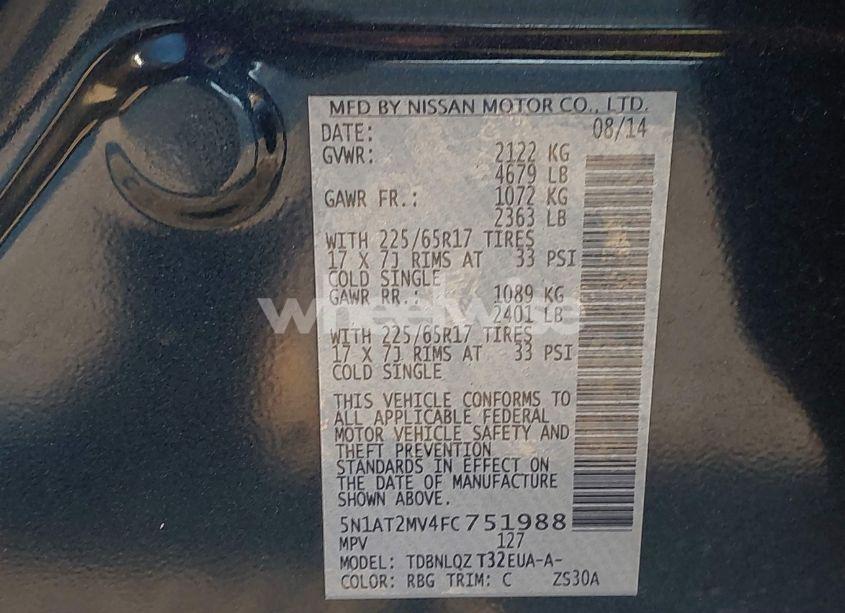 MFD BY NISSAN MOTOR CO., LTD.
DATE: 08/14
GVWR: 2122 KG
4679 LB
GAWR FR.: 1072 KG
2363 LB
WITH 225/65R17 TIRES
17 X 7J RIMS AT 33 PSI
COLD SINGLE
GAWR RR.: 1089 KG
2401 LB
WITH 225/65R17 TIRES
17 X 7J RIMS AT 33 PSI
COLD SINGLE
THIS VEHICLE CONFORMS TO
ALL APPLICABLE FEDERAL
MOTOR VEHICLE SAFETY AND
THEFT PREVENTION
STANDARDS IN EFFECT ON
THE DATE OF MANUFACTURE
SHOWN ABOVE.
5N1AT2MV4FC751988
MPV 127
MODEL: TDBNLQZ T32EUA-A-
COLOR: RBG TRIM: C ZS30A
wheelwise